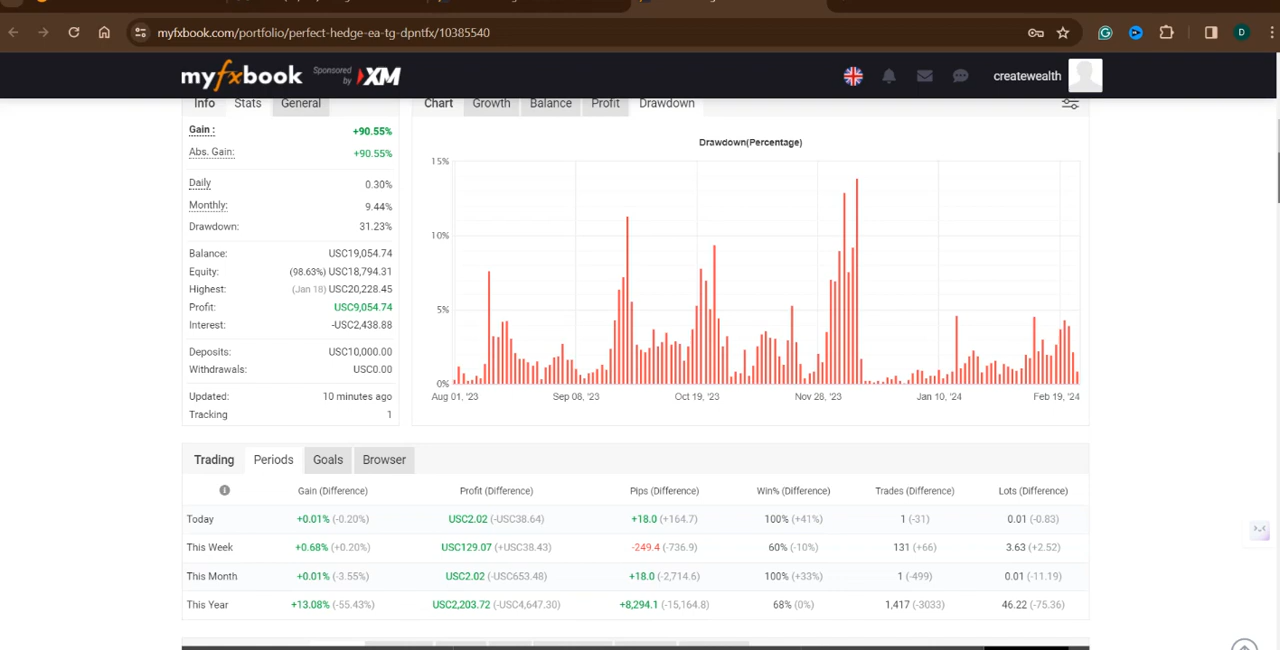 myfxbook.com/portfolio/perfect-hedge-ea-tg-dpntfx/10385540
D
myfxbook Sponsored by XM
createwealth
Info Stats General
Chart Growth Balance Profit Drawdown
Gain : +90.55%
Abs. Gain: +90.55%
Daily 0.30%
Monthly: 9.44%
Drawdown: 31.23%
Balance: USC19,054.74
Equity: (98.63%) USC18,794.31
Highest: (Jan 18) USC20,228.45
Profit: USC9,054.74
Interest: -USC2,438.88
Deposits: USC10,000.00
Withdrawals: USC0.00
Updated: 10 minutes ago
Tracking 1
Drawdown(Percentage)
15%
10%
5%
0%
Aug 01, '23 Sep 08, '23 Oct 19, '23 Nov 28, '23 Jan 10, '24 Feb 19, '24
Trading Periods Goals Browser
Gain (Difference) Profit (Difference) Pips (Difference) Win% (Difference) Trades (Difference) Lots (Difference)
Today +0.01% (-0.20%) USC2.02 (-USC38.64) +18.0 (+164.7) 100% (+41%) 1 (-31) 0.01 (-0.83)
This Week +0.68% (+0.20%) USC129.07 (+USC38.43) -249.4 (-736.9) 60% (-10%) 131 (+66) 3.63 (+2.52)
This Month +0.01% (-3.55%) USC2.02 (-USC653.48) +18.0 (-2,714.6) 100% (+33%) 1 (-499) 0.01 (-11.19)
This Year +13.08% (-55.43%) USC2,203.72 (-USC4,647.30) +8,294.1 (-15,164.8) 68% (0%) 1,417 (-3033) 46.22 (-75.36)